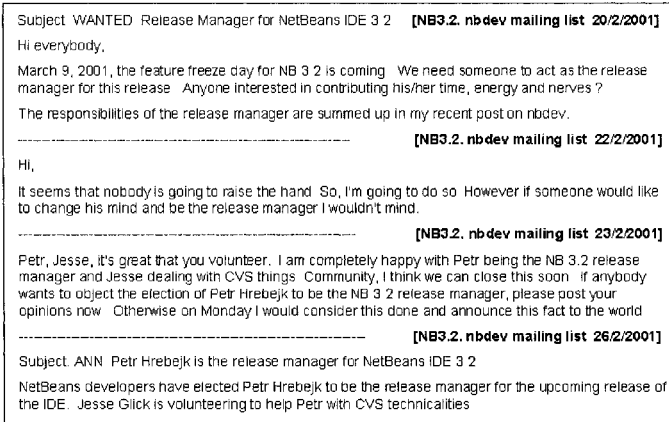 Subject WANTED Release Manager for NetBeans IDE 3 2 [NB3.2. nbdev mailing list 20/2/2001]
Hi everybody,
March 9, 2001, the feature freeze day for NB 3 2 is coming We need someone to act as the release
manager for this release Anyone interested in contributing his/her time, energy and nerves ?
The responsibilities of the release manager are summed up in my recent post on nbdev.
---------------------------------------------------- [NB3.2. nbdev mailing list 22/2/2001]
Hi,
It seems that nobody is going to raise the hand So, I'm going to do so However if someone would like
to change his mind and be the release manager I wouldn't mind.
---------------------------------------------------- [NB3.2. nbdev mailing list 23/2/2001]
Petr, Jesse, it's great that you volunteer. I am completely happy with Petr being the NB 3.2 release
manager and Jesse dealing with CVS things Community, I think we can close this soon if anybody
wants to object the election of Petr Hrebejk to be the NB 3 2 release manager, please post your
opinions now Otherwise on Monday I would consider this done and announce this fact to the world
---------------------------------------------------- [NB3.2. nbdev mailing list 26/2/2001]
Subject. ANN Petr Hrebejk is the release manager for NetBeans IDE 3 2
NetBeans developers have elected Petr Hrebejk to be the release manager for the upcoming release of
the IDE. Jesse Glick is volunteering to help Petr with CVS technicalities